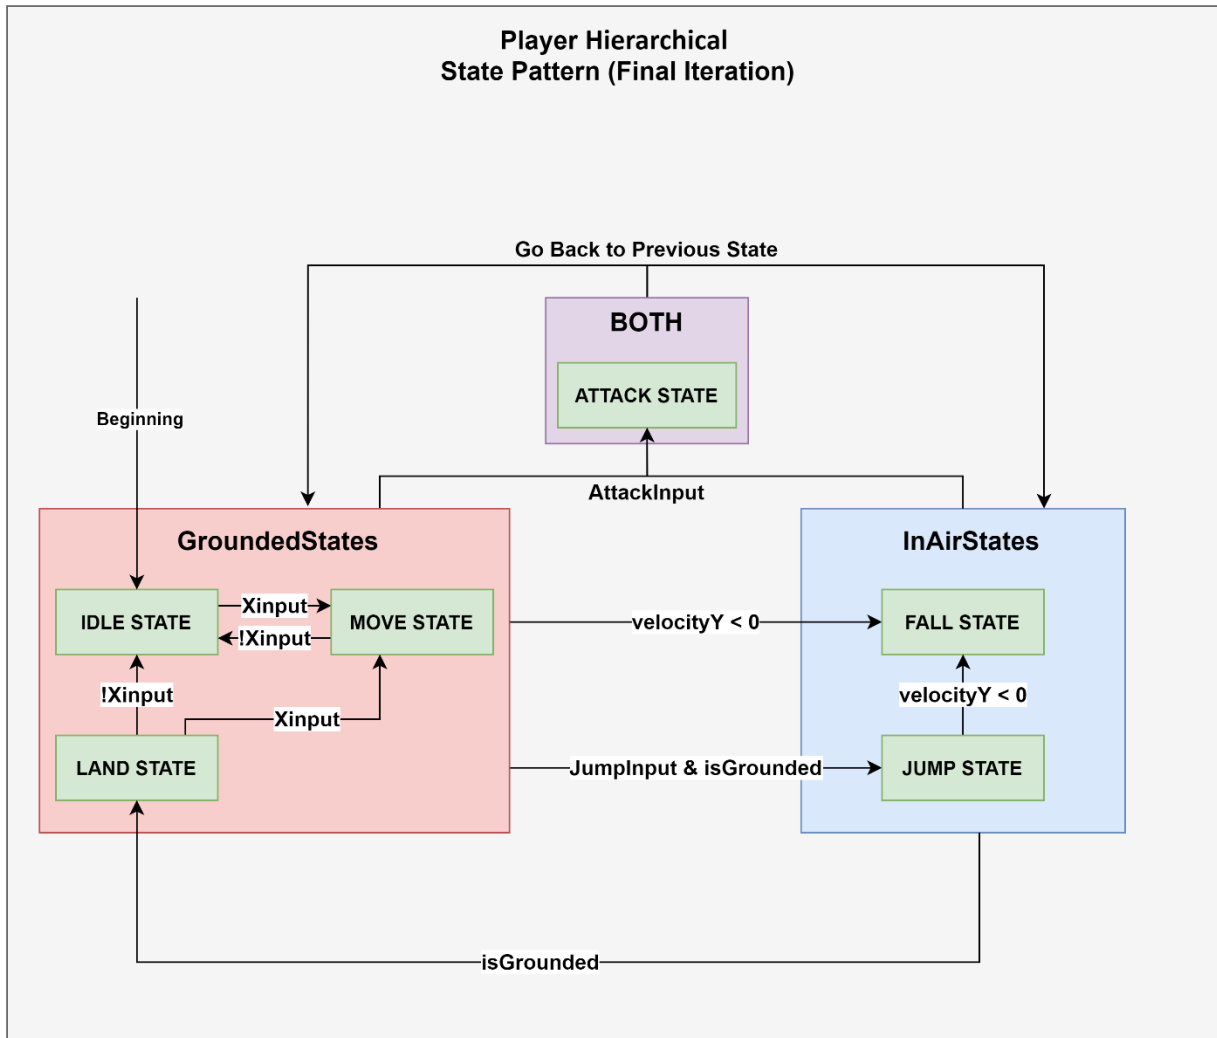 Player Hierarchical
State Pattern (Final Iteration)
Go Back to Previous State
BOTH
ATTACK STATE
Beginning
AttackInput
GroundedStates
InAirStates
IDLE STATE
Xinput
!Xinput
MOVE STATE
velocityY < 0
FALL STATE
!Xinput
Xinput
velocityY < 0
LAND STATE
JumpInput & isGrounded
JUMP STATE
isGrounded